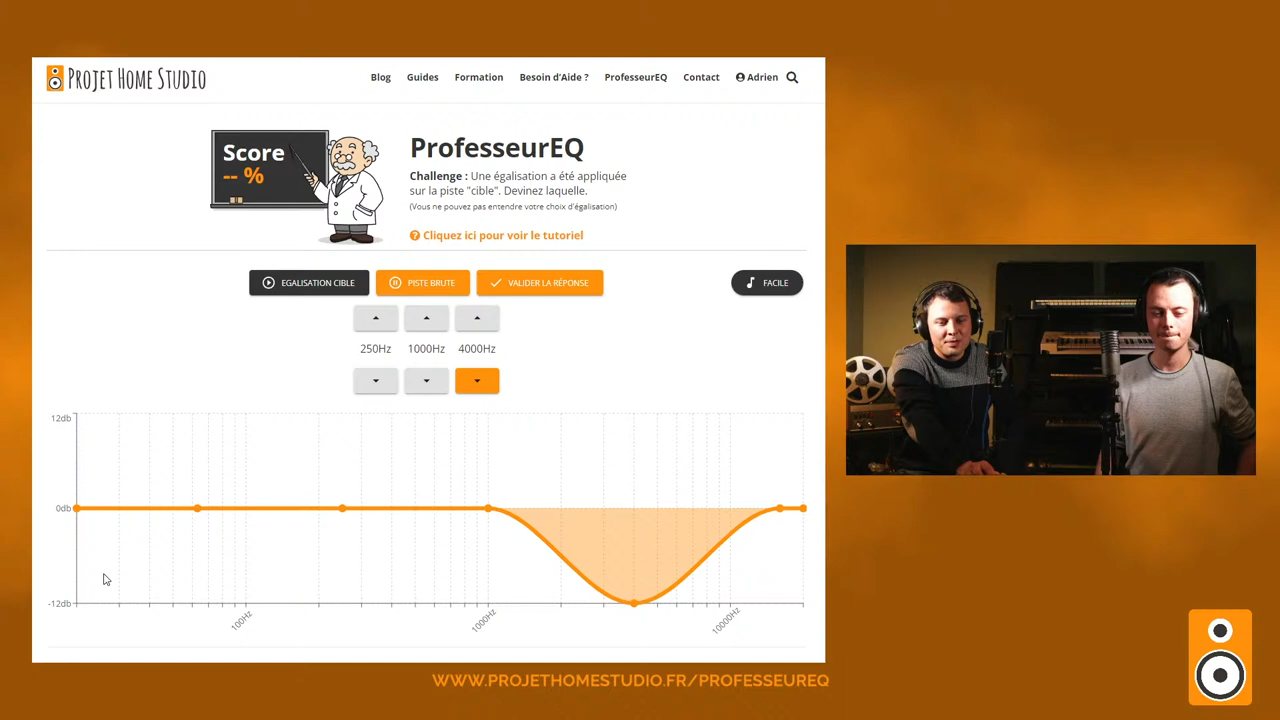 PROJET HOME STUDIO
Blog Guides Formation Besoin d'Aide ? ProfesseurEQ Contact Adrien
Score
-- %
ProfesseurEQ
Challenge : Une égalisation a été appliquée
sur la piste "cible". Devinez laquelle.
(Vous ne pouvez pas entendre votre choix d'égalisation)
Cliquez ici pour voir le tutoriel
EGALISATION CIBLE PISTE BRUTE VALIDER LA RÉPONSE FACILE
250Hz 1000Hz 4000Hz
12db
0db
-12db
100Hz 1000Hz 10000Hz
WWW.PROJETHOMESTUDIO.FR/PROFESSEUREQ